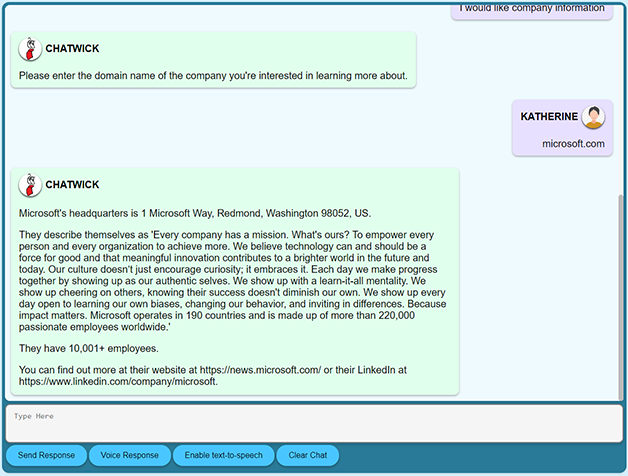 I would like company information
CHATWICK
Please enter the domain name of the company you're interested in learning more about.
KATHERINE
microsoft.com
CHATWICK
Microsoft's headquarters is 1 Microsoft Way, Redmond, Washington 98052, US.
They describe themselves as 'Every company has a mission. What's ours? To empower every
person and every organization to achieve more. We believe technology can and should be a
force for good and that meaningful innovation contributes to a brighter world in the future and
today. Our culture doesn't just encourage curiosity; it embraces it. Each day we make progress
together by showing up as our authentic selves. We show up with a learn-it-all mentality. We
show up cheering on others, knowing their success doesn't diminish our own. We show up every
day open to learning our own biases, changing our behavior, and inviting in differences. Because
impact matters. Microsoft operates in 190 countries and is made up of more than 220,000
passionate employees worldwide.'
They have 10,001+ employees.
You can find out more at their website at https://news.microsoft.com/ or their LinkedIn at
https://www.linkedin.com/company/microsoft.
Type Here
Send Response
Voice Response
Enable text-to-speech
Clear Chat